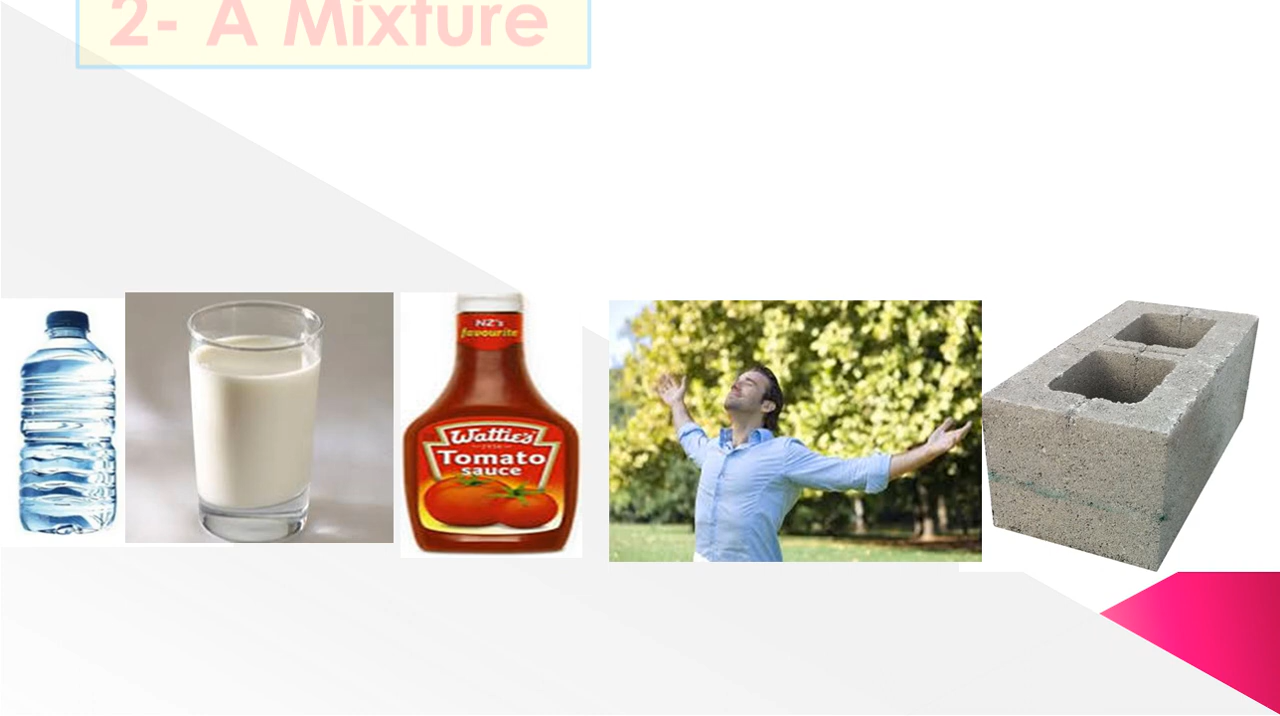 2- A Mixture
NZ's
favourite
Wattie's
Tomato
sauce